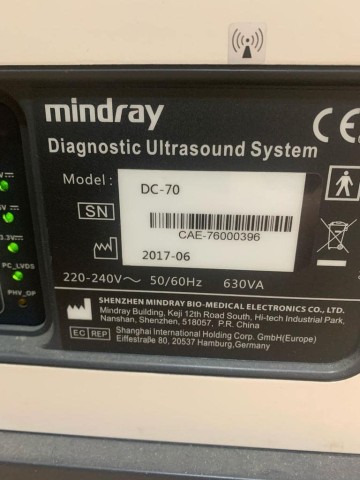 mindray
Diagnostic Ultrasound System
CE
Model: DC-70
SN CAE-76000396
2017-06
220-240V～ 50/60Hz 630VA
SHENZHEN MINDRAY BIO-MEDICAL ELECTRONICS CO., LTD.
Mindray Building, Keji 12th Road South, Hi-tech Industrial Park,
Nanshan, Shenzhen, 518057, P.R. China
EC REP Shanghai International Holding Corp. GmbH(Europe)
Eiffestraße 80, 20537 Hamburg,Germany
3.3V
PC_LVDS
PHV_OP